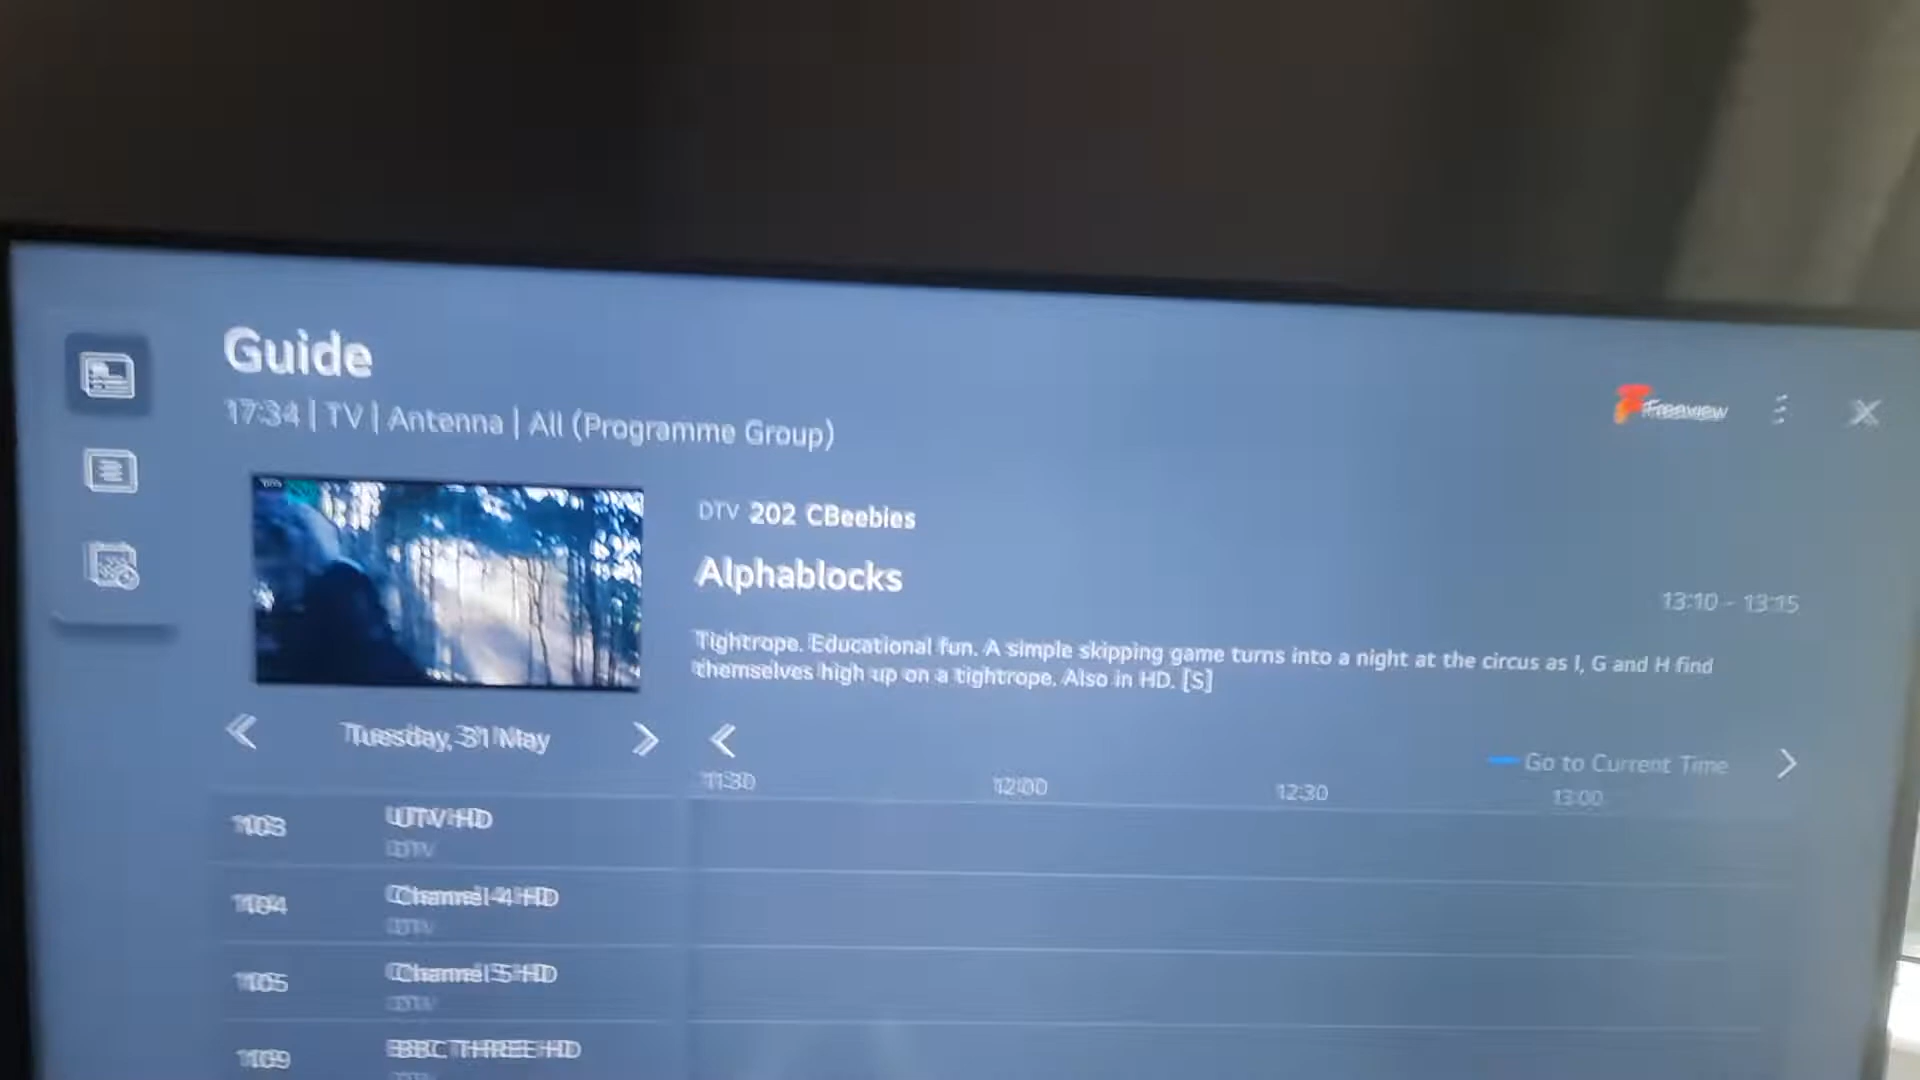 Guide
17:34 | TV | Antenna | All (Programme Group)
Freeview
DTV 202 CBeebies
Alphablocks
13:10 - 13:15
Tightrope. Educational fun. A simple skipping game turns into a night at the circus as I, G and H find
themselves high up on a tightrope. Also in HD. [S]
Tuesday, 31 May
Go to Current Time
11:30 12:00 12:30 13:00
103 UTV HD
DTV
104 Channel 4 HD
DTV
105 Channel 5 HD
DTV
109 BBC THREE HD